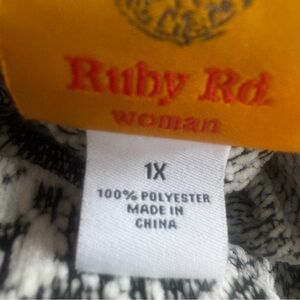 Ruby Rd.
woman
1X
100% POLYESTER
MADE IN
CHINA